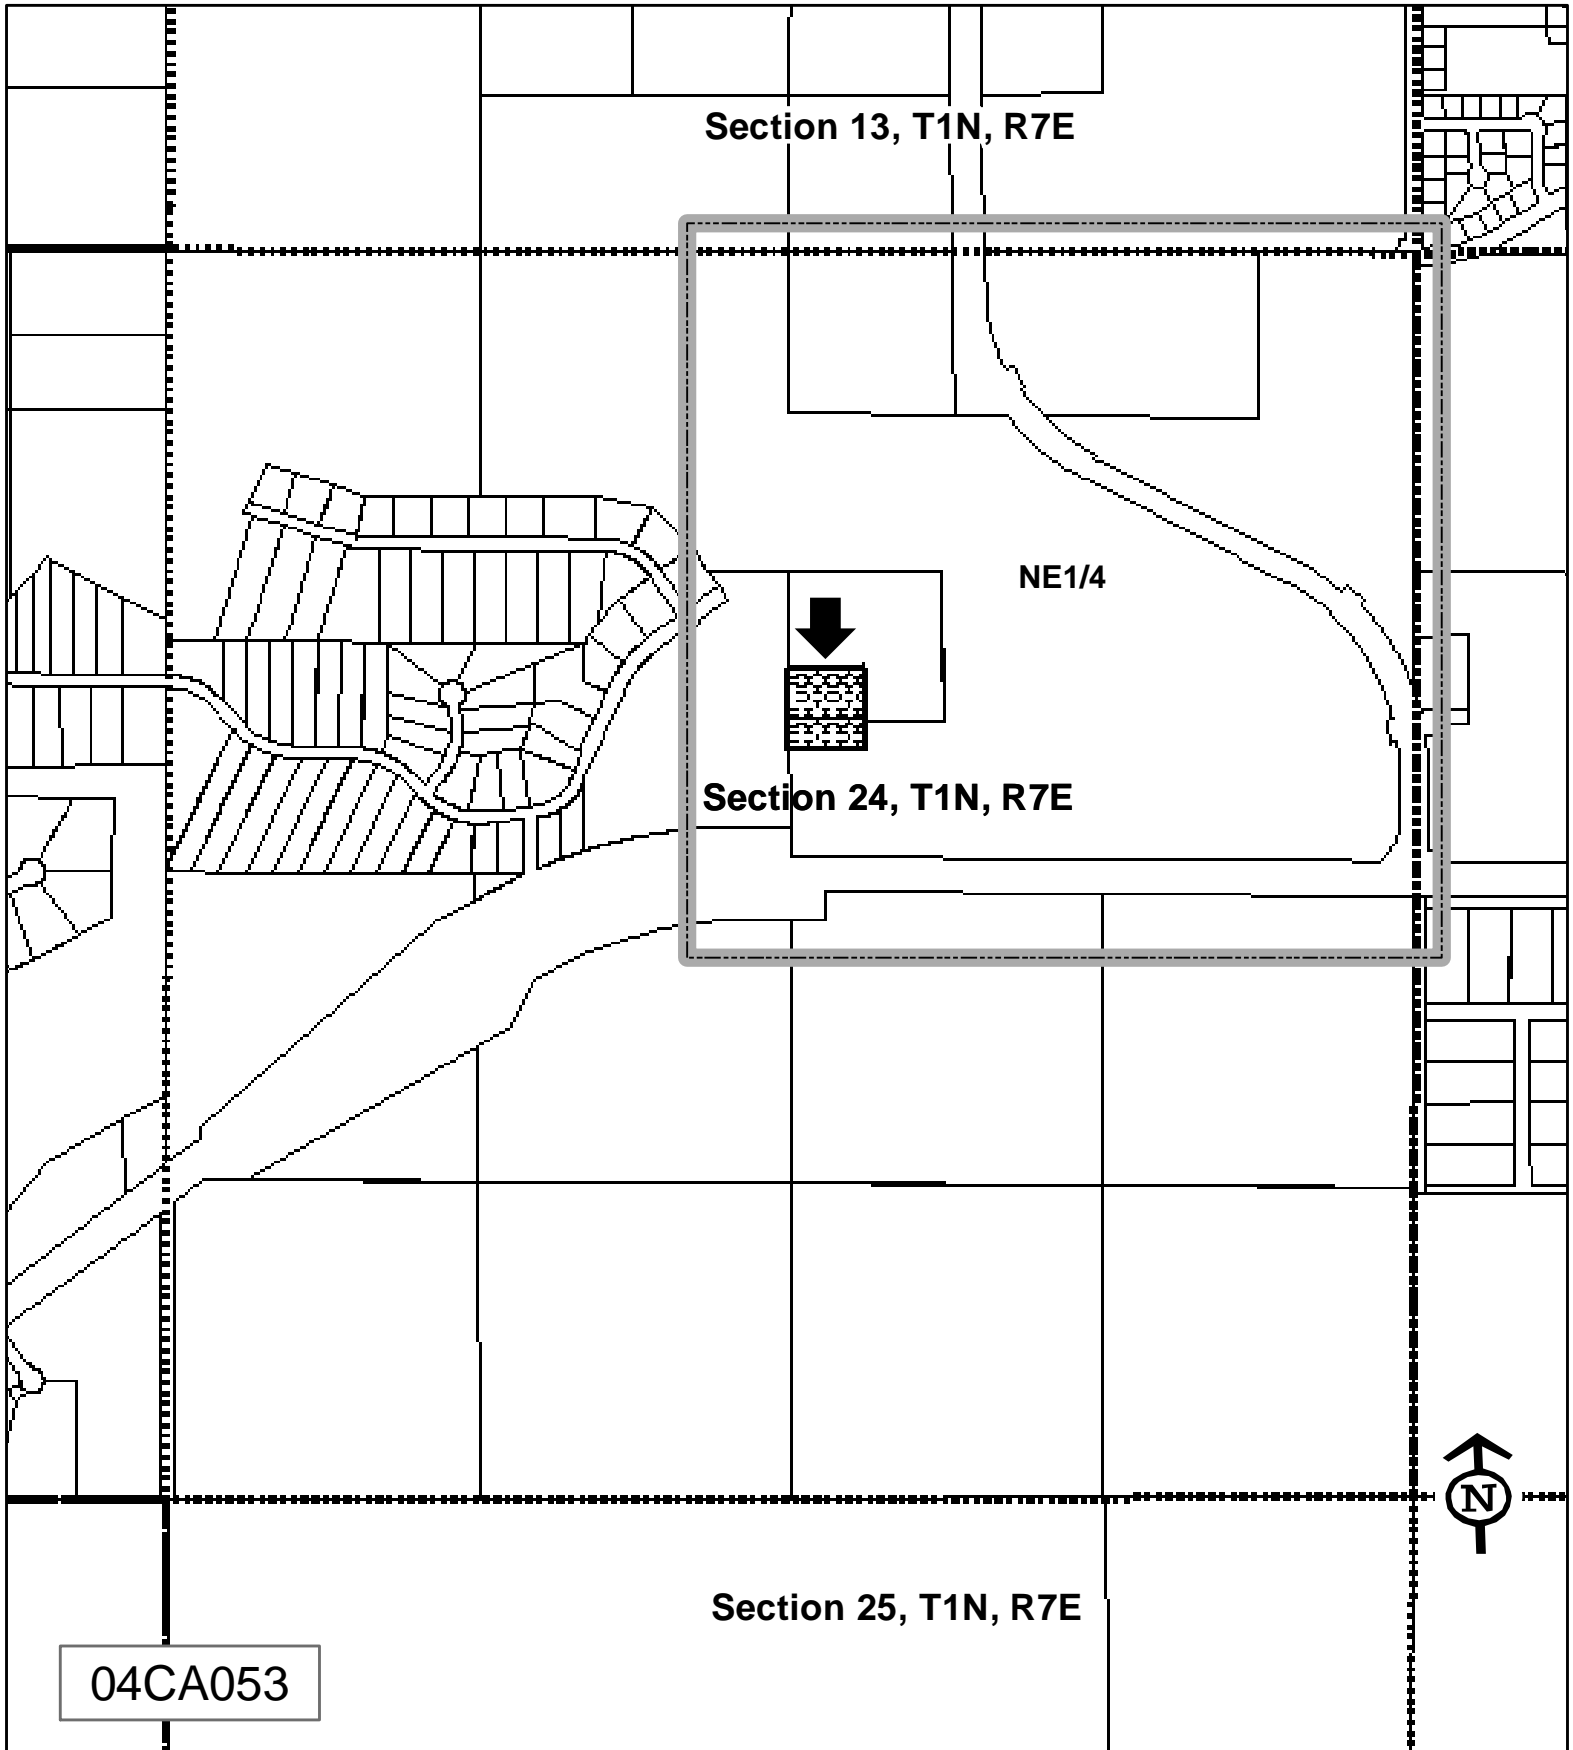 Section 13, T1N, R7E
NE1/4
Section 24, T1N, R7E
N
Section 25, T1N, R7E
04CA053